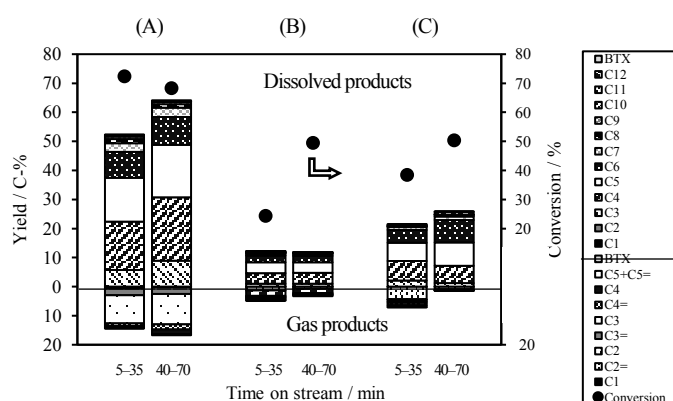 (A) (B) (C)
80 80
70 70
60 60
50 50
40 40
30 30
20 20
10
0
10
20 20
Dissolved products
Gas products
Yield / C-%
Conversion / %
5–35 40–70 5–35 40–70 5–35 40–70
Time on stream / min
BTX
C12
C11
C10
C9
C8
C7
C6
C5
C4
C3
C2
C1
BTX
C5+C5=
C4
C4=
C3
C3=
C2
C2=
C1
Conversion